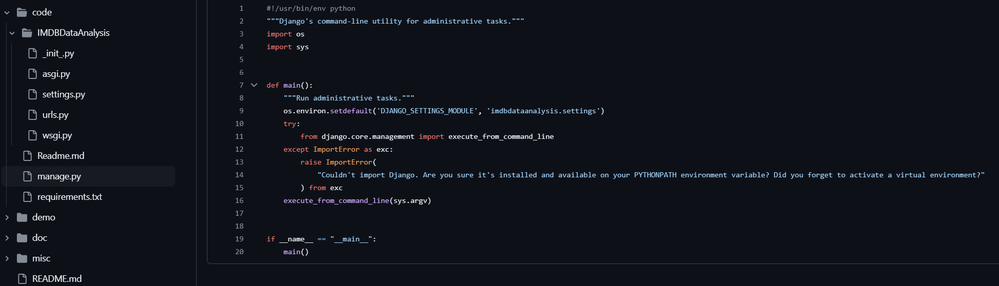 code
IMDBDataAnalysis
_init_.py
asgi.py
settings.py
urls.py
wsgi.py
Readme.md
manage.py
requirements.txt
demo
doc
misc
README.md
1 #!/usr/bin/env python
2 """Django's command-line utility for administrative tasks."""
3 import os
4 import sys
5
6
7 def main():
8     """Run administrative tasks."""
9     os.environ.setdefault('DJANGO_SETTINGS_MODULE', 'imdbdataanalysis.settings')
10     try:
11         from django.core.management import execute_from_command_line
12     except ImportError as exc:
13         raise ImportError(
14             "Couldn't import Django. Are you sure it's installed and available on your PYTHONPATH environment variable? Did you forget to activate a virtual environment?"
15         ) from exc
16     execute_from_command_line(sys.argv)
17
18
19 if __name__ == "__main__":
20     main()